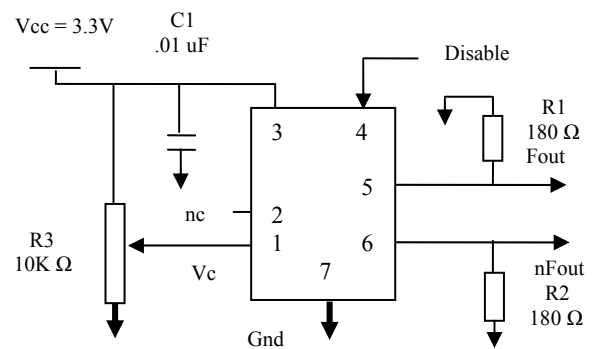 Vcc = 3.3V
C1
.01 uF
Disable
R1
180 Ω
Fout
3
4
5
nc
2
R3
10K Ω
1
6
Vc
7
nFout
R2
180 Ω
Gnd